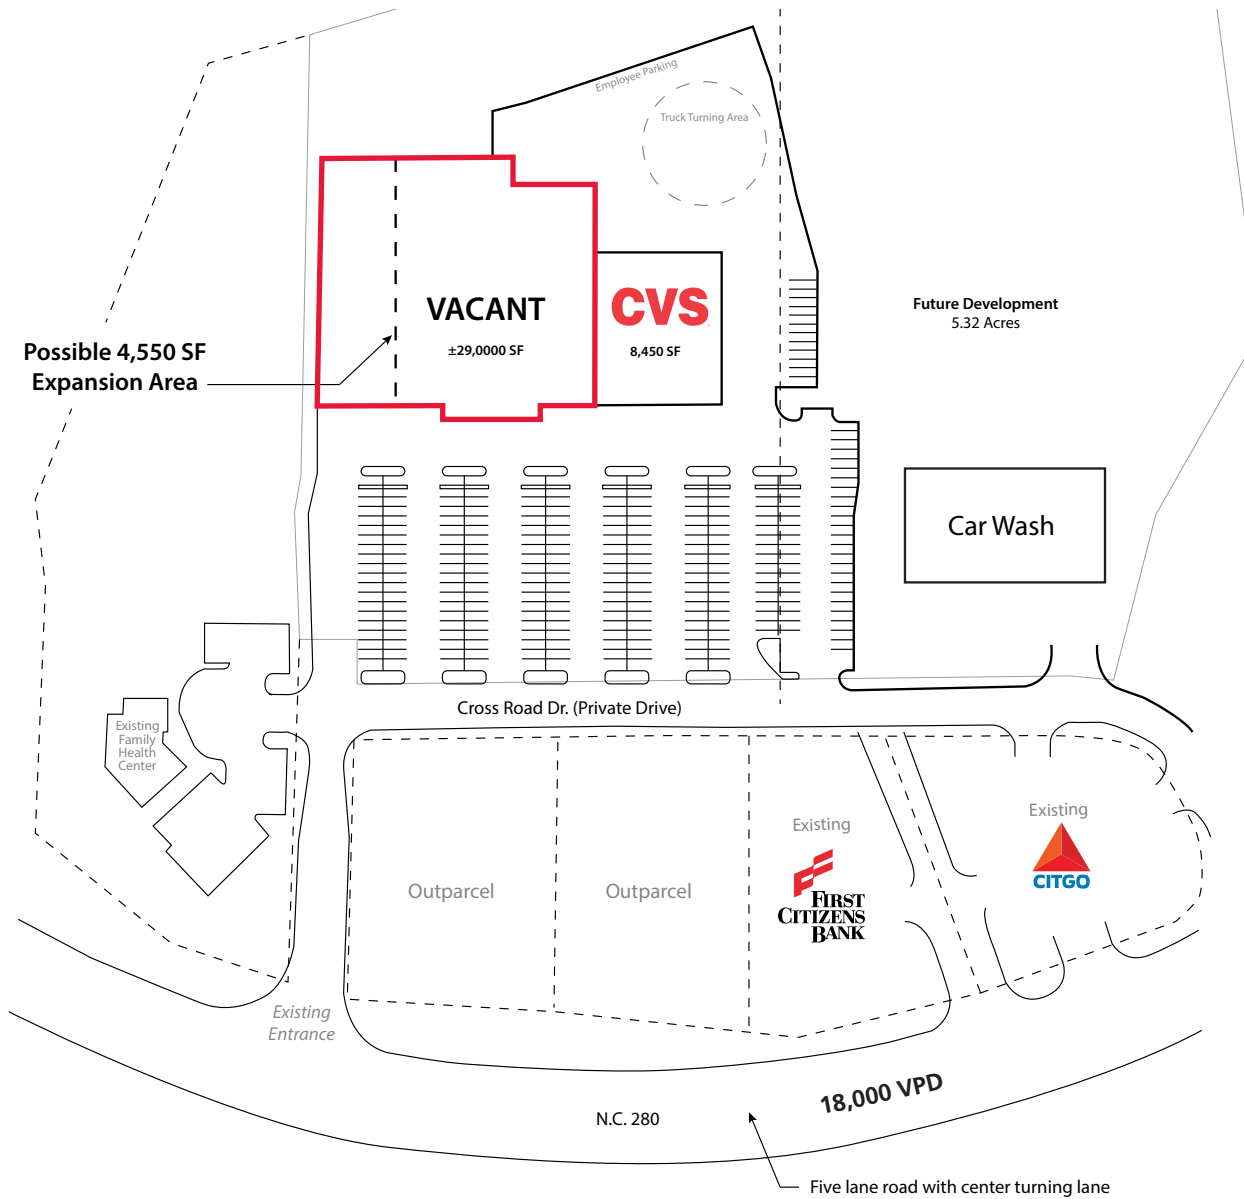 Employee Parking
Truck Turning Area
VACANT
±29,0000 SF
CVS
8,450 SF
Future Development
5.32 Acres
Possible 4,550 SF
Expansion Area
Car Wash
Cross Road Dr. (Private Drive)
Existing
Family
Health
Center
Outparcel
Outparcel
Existing
FIRST
CITIZENS
BANK
Existing
CITGO
Existing
Entrance
18,000 VPD
N.C. 280
Five lane road with center turning lane